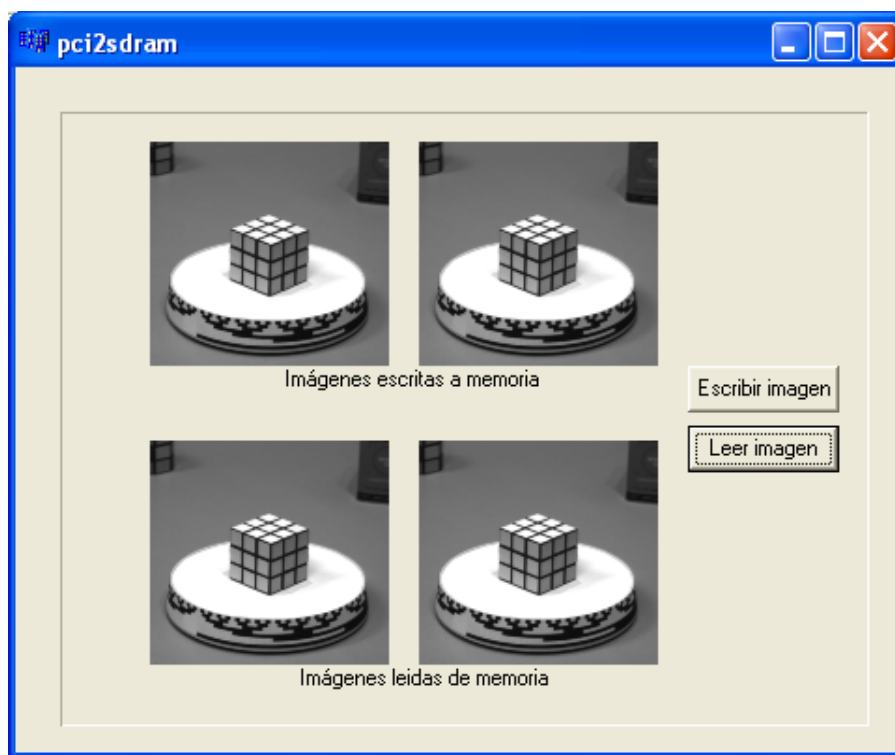 pci2sdram
Imágenes escritas a memoria
Escribir imagen
Leer imagen
Imágenes leidas de memoria